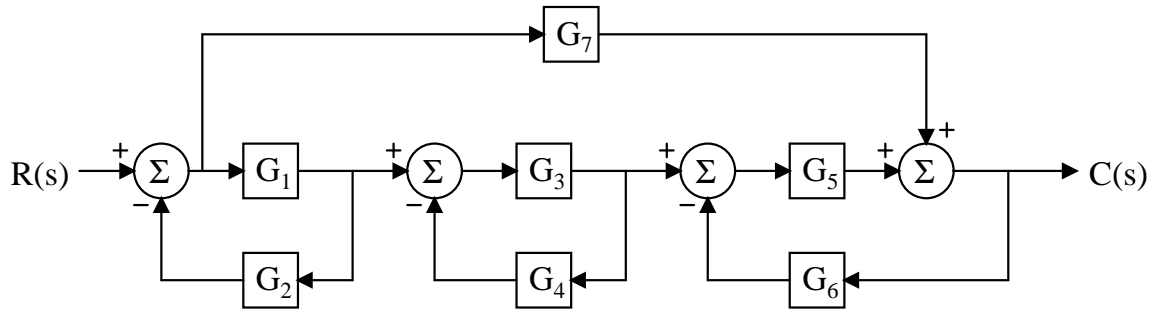 G₇
+ +
R(s) Σ G₁ + Σ G₃ + Σ G₅ + Σ C(s)
− − −
G₂ G₄ G₆